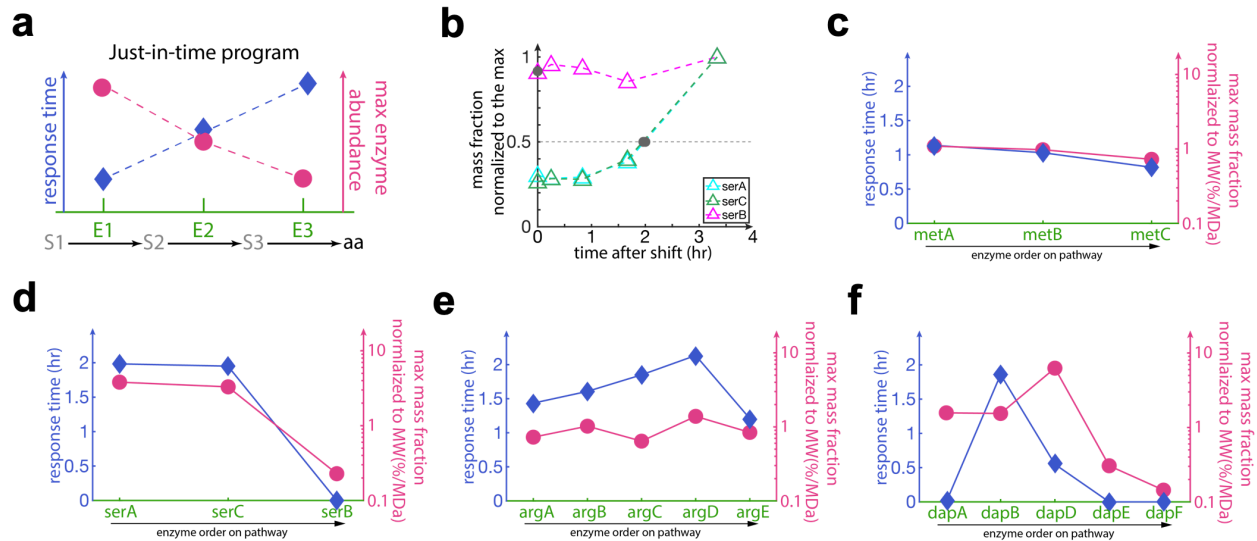 a
Just-in-time program
response time
max enzyme
abundance
E1
E2
E3
S1
S2
S3
aa
b
mass fraction
normalized to the max
1
0.5
0
0
1
2
3
4
time after shift (hr)
serA
serC
serB
c
response time (hr)
2
1.5
1
0.5
0
max mass fraction
normlaized to MW(%/MDa)
10
1
0.1
metA
metB
metC
enzyme order on pathway
d
response time (hr)
2
1.5
1
0.5
0
max mass fraction
normlaized to MW(%/MDa)
10
1
0.1
serA
serC
serB
enzyme order on pathway
e
response time (hr)
2
1.5
1
0.5
0
max mass fraction
normlaized to MW(%/MDa)
10
1
0.1
argA
argB
argC
argD
argE
enzyme order on pathway
f
response time (hr)
2
1.5
1
0.5
0
max mass fraction
normlaized to MW(%/MDa)
10
1
0.1
dapA
dapB
dapD
dapE
dapF
enzyme order on pathway